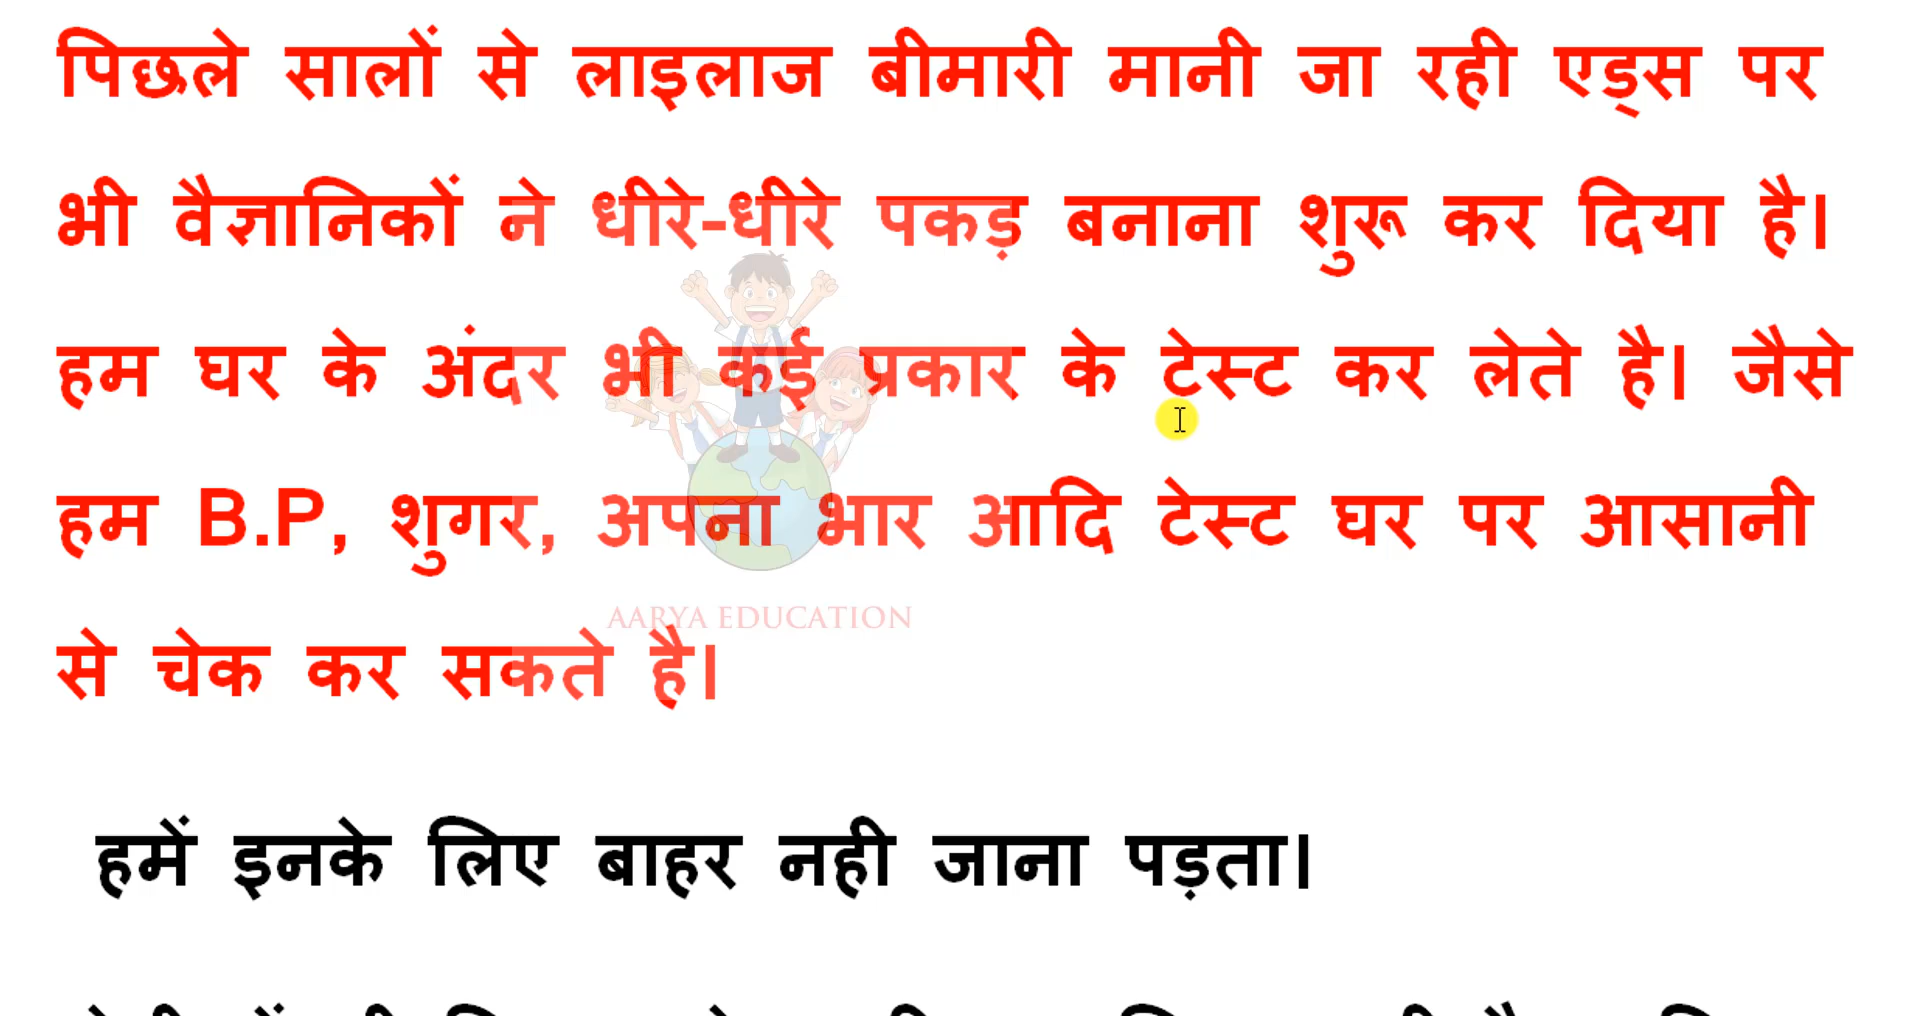 पिछले सालों से लाइलाज बीमारी मानी जा रही एड्स पर
भी वैज्ञानिकों ने धीरे-धीरे पकड़ बनाना शुरू कर दिया है।
हम घर के अंदर भी कई प्रकार के टेस्ट कर लेते है। जैसे
हम B.P, शुगर, अपना भार आदि टेस्ट घर पर आसानी
AARYA EDUCATION
से चेक कर सकते है।
हमें इनके लिए बाहर नही जाना पड़ता।